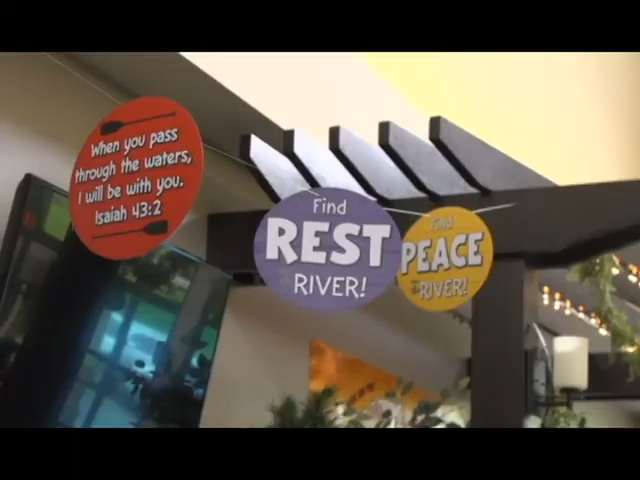 When you pass
through the waters,
I will be with you.
Isaiah 43:2
Find
REST
RIVER!
Find
PEACE
RIVER!